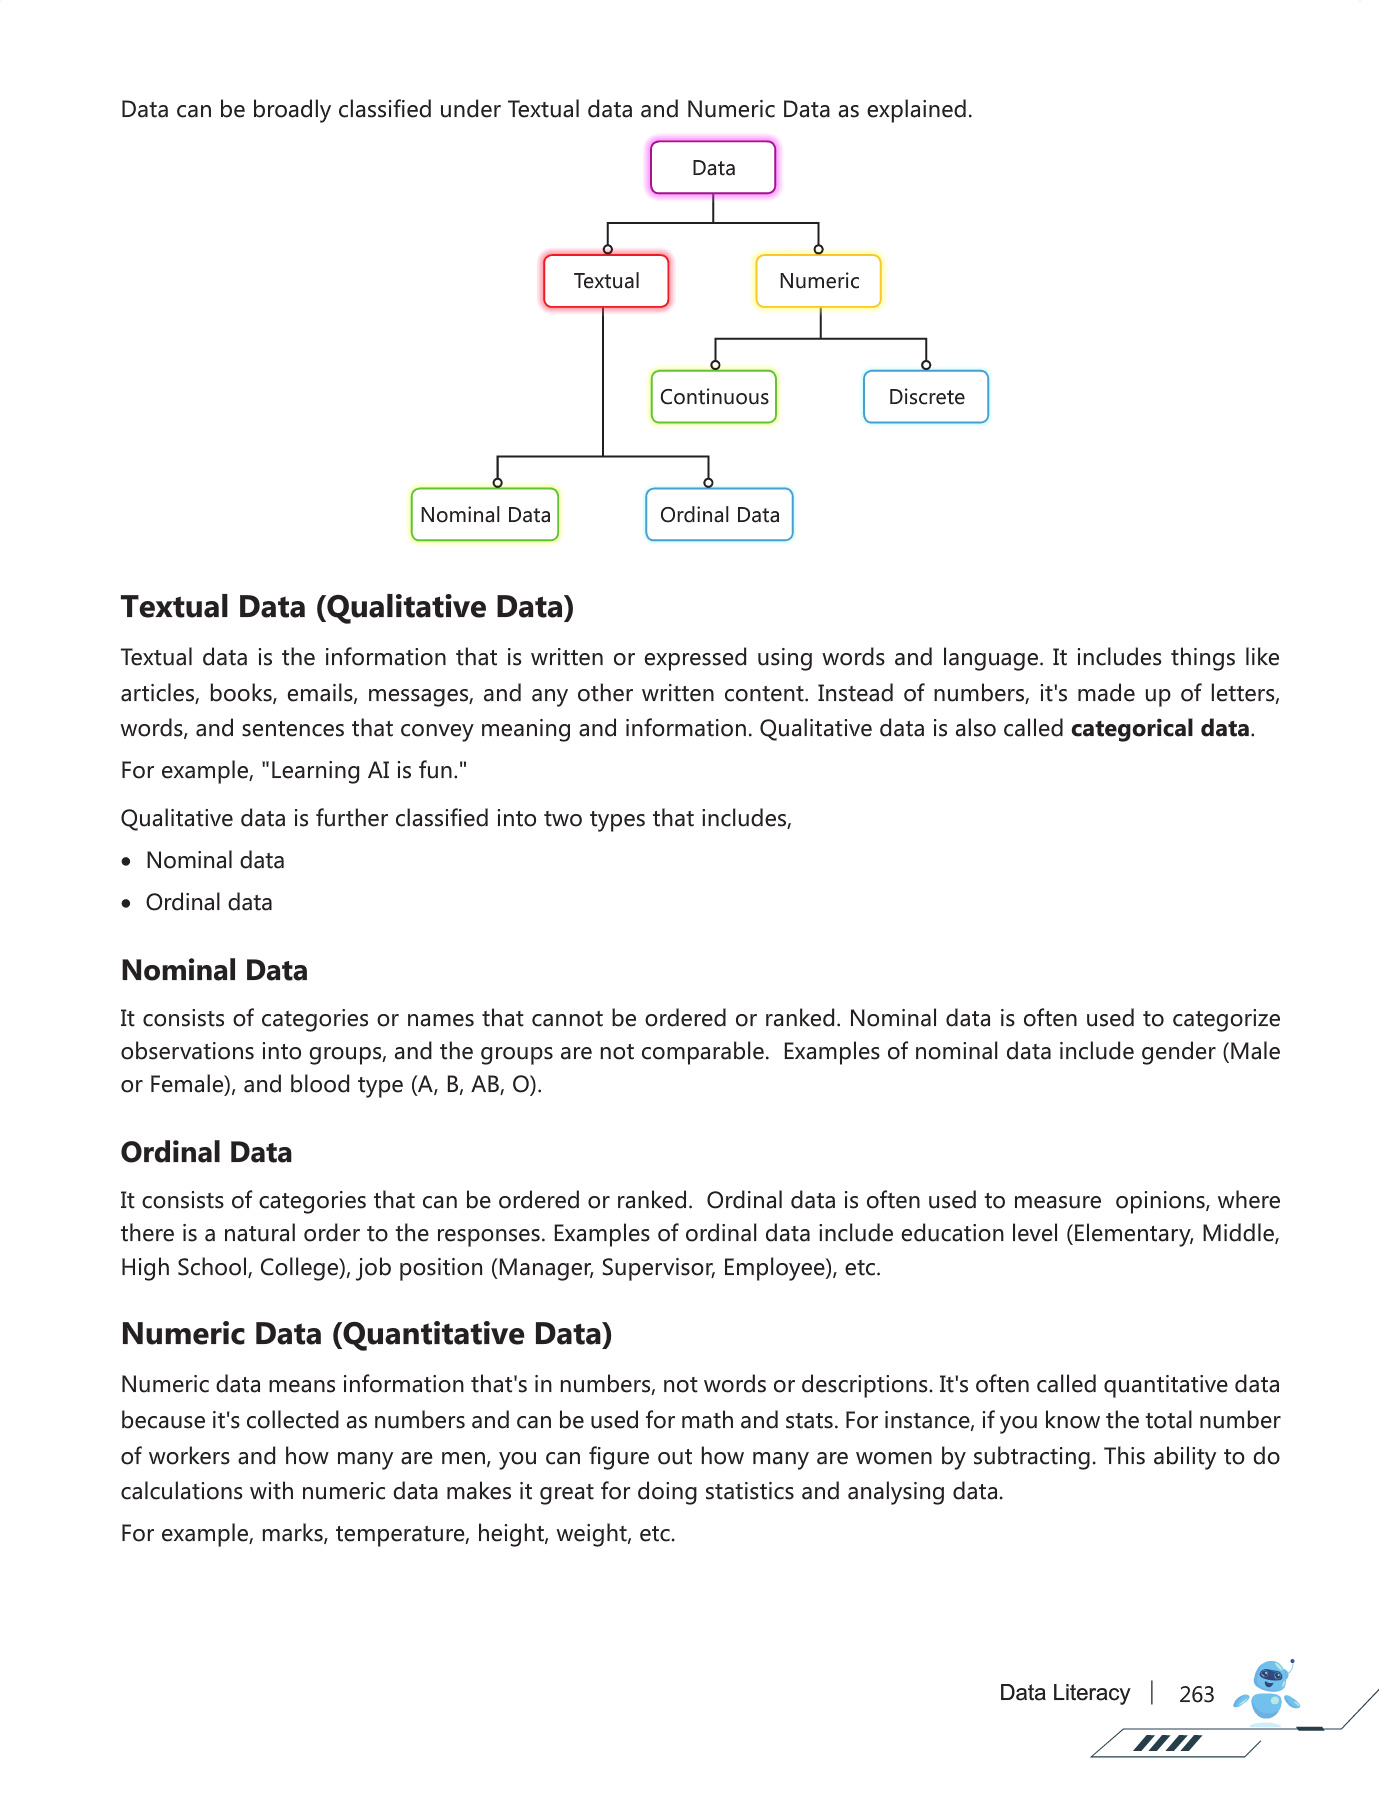 Data can be broadly classified under Textual data and Numeric Data as explained.
Data
Textual
Numeric
Continuous
Discrete
Nominal Data
Ordinal Data
Textual Data (Qualitative Data)
Textual data is the information that is written or expressed using words and language. It includes things like
articles, books, emails, messages, and any other written content. Instead of numbers, it's made up of letters,
words, and sentences that convey meaning and information. Qualitative data is also called categorical data.
For example, "Learning AI is fun."
Qualitative data is further classified into two types that includes,
• Nominal data
• Ordinal data
Nominal Data
It consists of categories or names that cannot be ordered or ranked. Nominal data is often used to categorize
observations into groups, and the groups are not comparable. Examples of nominal data include gender (Male
or Female), and blood type (A, B, AB, O).
Ordinal Data
It consists of categories that can be ordered or ranked. Ordinal data is often used to measure opinions, where
there is a natural order to the responses. Examples of ordinal data include education level (Elementary, Middle,
High School, College), job position (Manager, Supervisor, Employee), etc.
Numeric Data (Quantitative Data)
Numeric data means information that's in numbers, not words or descriptions. It's often called quantitative data
because it's collected as numbers and can be used for math and stats. For instance, if you know the total number
of workers and how many are men, you can figure out how many are women by subtracting. This ability to do
calculations with numeric data makes it great for doing statistics and analysing data.
For example, marks, temperature, height, weight, etc.
Data Literacy | 263